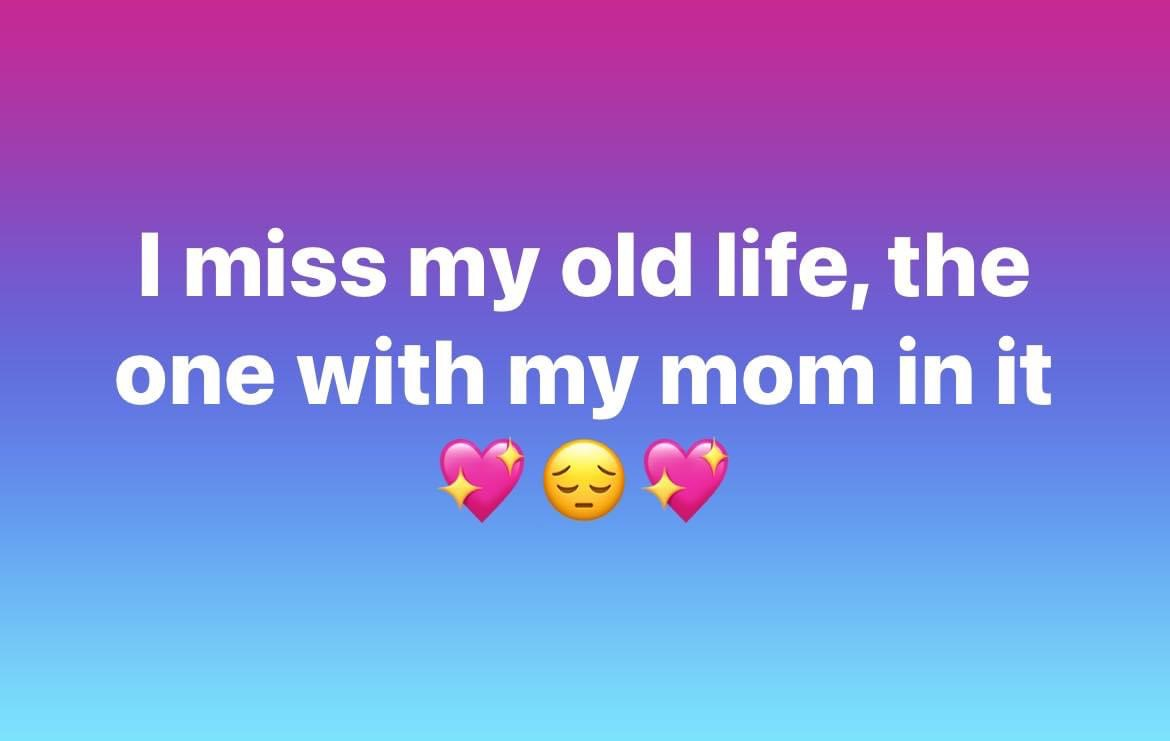 I miss my old life, the
one with my mom in it
💖 😔 💖